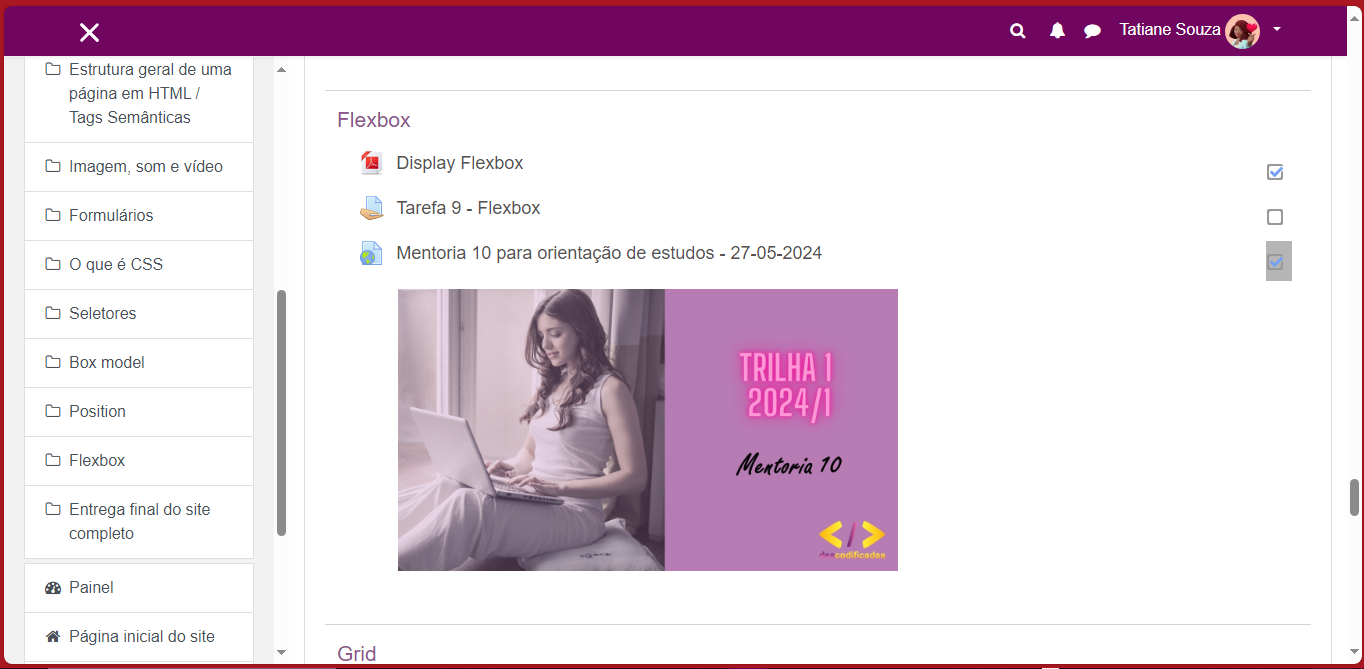 Tatiane Souza
Estrutura geral de uma
página em HTML /
Tags Semânticas
Imagem, som e vídeo
Formulários
O que é CSS
Seletores
Box model
Position
Flexbox
Entrega final do site
completo
Painel
Página inicial do site
Flexbox
Display Flexbox
Tarefa 9 - Flexbox
Mentoria 10 para orientação de estudos - 27-05-2024
TRILHA 1
2024/1
Mentoria 10
</>
descodificadas
Grid